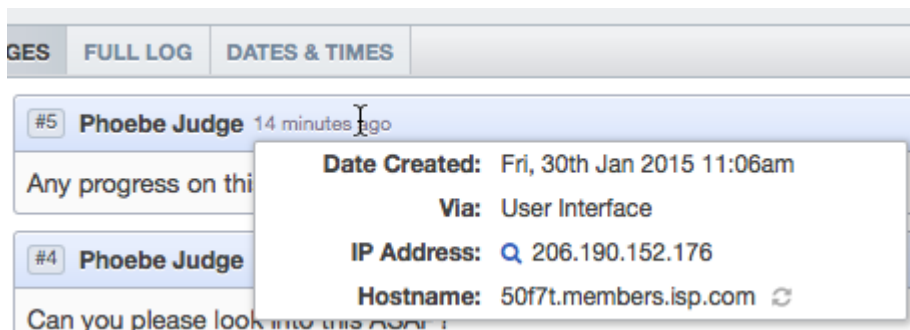 GES FULL LOG DATES & TIMES
#5 Phoebe Judge 14 minutes ago
Date Created: Fri, 30th Jan 2015 11:06am
Any progress on thi
Via: User Interface
#4 Phoebe Judge
IP Address: 206.190.152.176
Hostname: 50f7t.members.isp.com
Can you please look into this ASAP?